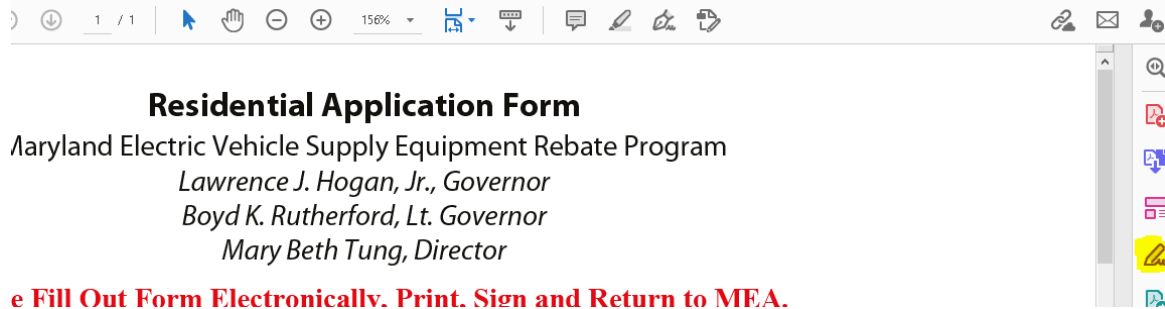 1 / 1 156%
Residential Application Form
Maryland Electric Vehicle Supply Equipment Rebate Program
Lawrence J. Hogan, Jr., Governor
Boyd K. Rutherford, Lt. Governor
Mary Beth Tung, Director
e Fill Out Form Electronically, Print, Sign and Return to MEA.